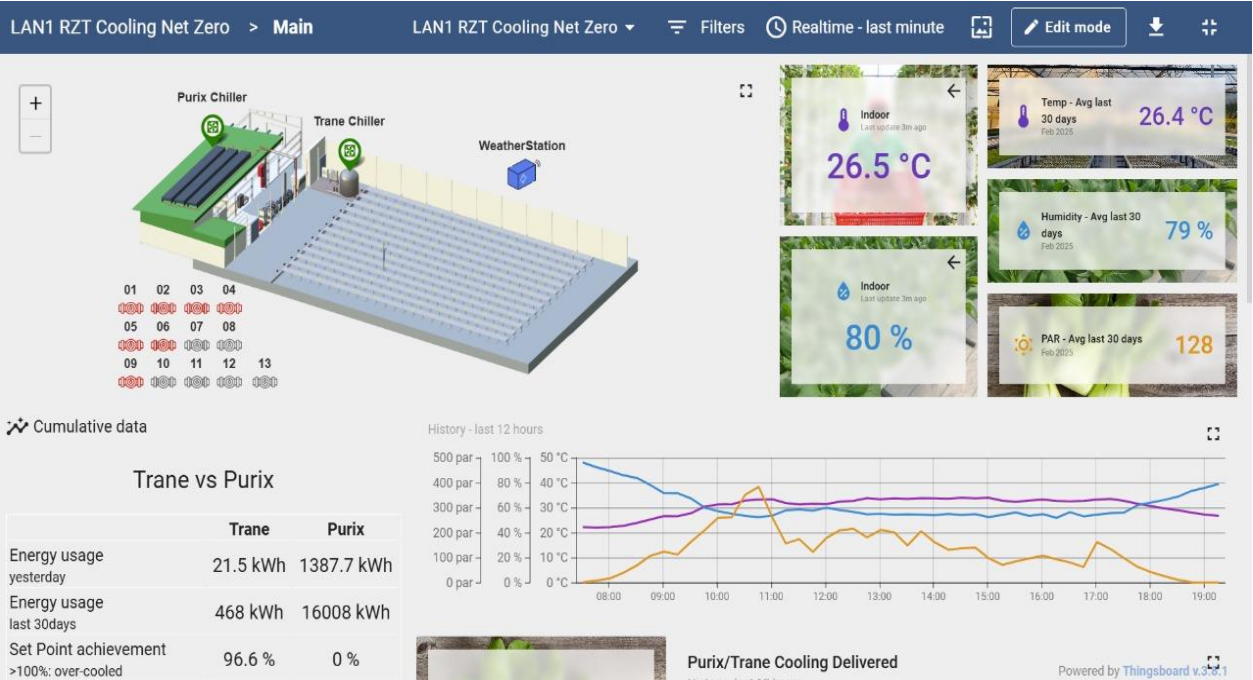 LAN1 RZT Cooling Net Zero > Main
LAN1 RZT Cooling Net Zero
Filters
Realtime - last minute
Edit mode
+
−
Purix Chiller
Trane Chiller
WeatherStation
01 02 03 04
05 06 07 08
09 10 11 12 13
Indoor
Last update 3m ago
26.5 °C
Indoor
Last update 3m ago
80 %
Temp - Avg last
30 days
Feb 2025
26.4 °C
Humidity - Avg last 30
days
Feb 2025
79 %
PAR - Avg last 30 days
Feb 2025
128
Cumulative data
Trane vs Purix
Trane Purix
Energy usage
yesterday
21.5 kWh 1387.7 kWh
Energy usage
last 30days
468 kWh 16008 kWh
Set Point achievement
>100%: over-cooled
96.6 % 0 %
History - last 12 hours
500 par 100 % 50 °C
400 par 80 % 40 °C
300 par 60 % 30 °C
200 par 40 % 20 °C
100 par 20 % 10 °C
0 par 0 % 0 °C
08:00 09:00 10:00 11:00 12:00 13:00 14:00 15:00 16:00 17:00 18:00 19:00
Purix/Trane Cooling Delivered
Powered by Thingsboard v.3.8.1